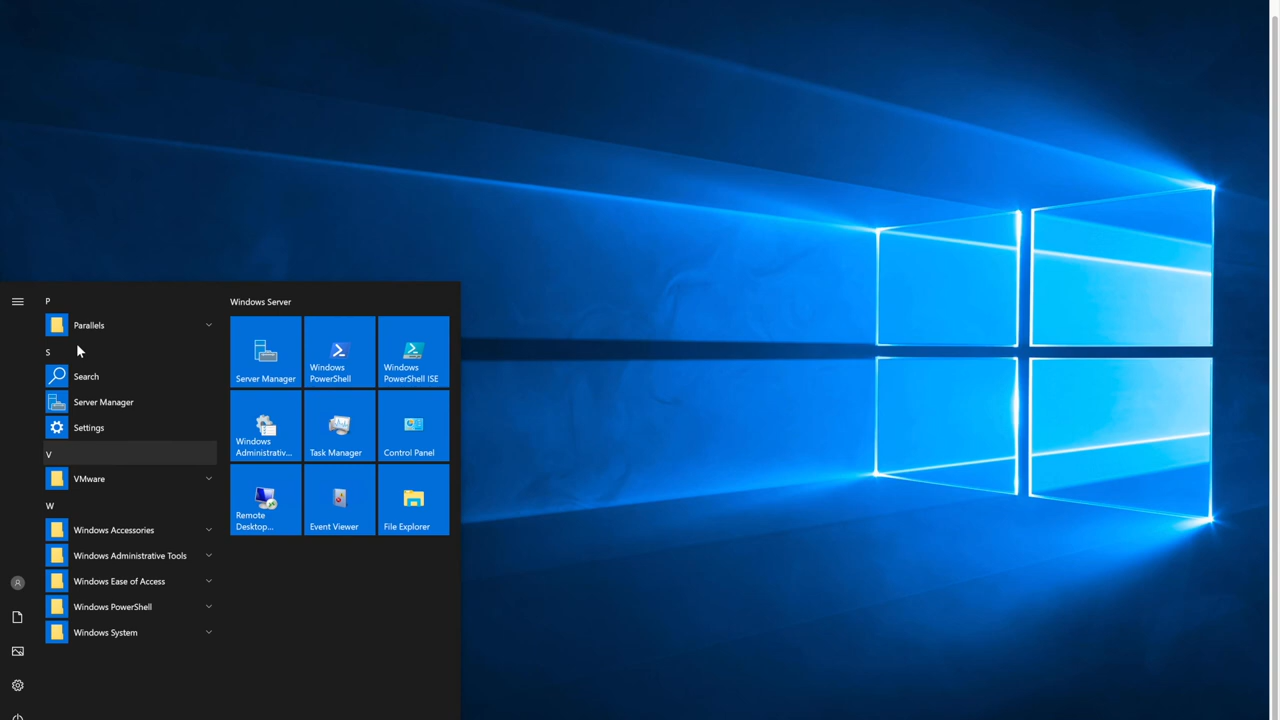 P
Parallels
S
Search
Server Manager
Settings
V
VMware
W
Windows Accessories
Windows Administrative Tools
Windows Ease of Access
Windows PowerShell
Windows System
Windows Server
Server Manager
Windows
PowerShell
Windows
PowerShell ISE
Windows
Administrativ...
Task Manager
Control Panel
Remote
Desktop...
Event Viewer
File Explorer